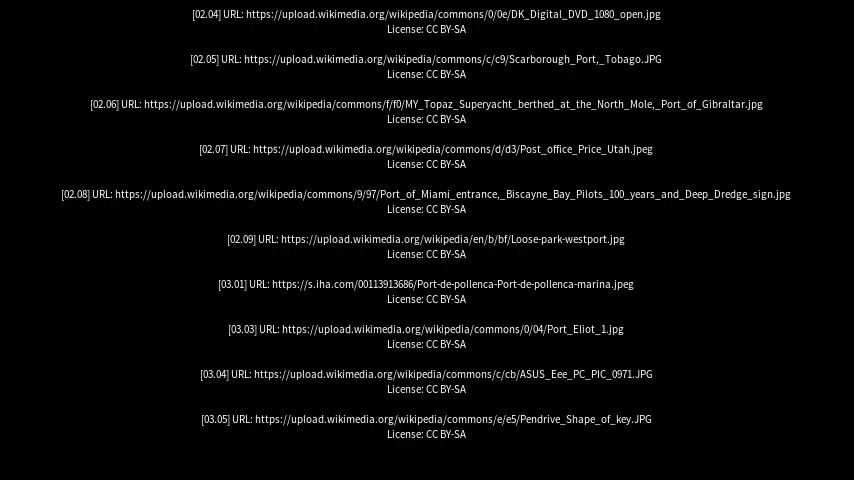 [02.04] URL: https://upload.wikimedia.org/wikipedia/commons/0/0e/DK_Digital_DVD_1080_open.jpg
License: CC BY-SA
[02.05] URL: https://upload.wikimedia.org/wikipedia/commons/c/c9/Scarborough_Port,_Tobago.JPG
License: CC BY-SA
[02.06] URL: https://upload.wikimedia.org/wikipedia/commons/f/f0/MY_Topaz_Superyacht_berthed_at_the_North_Mole,_Port_of_Gibraltar.jpg
License: CC BY-SA
[02.07] URL: https://upload.wikimedia.org/wikipedia/commons/d/d3/Post_office_Price_Utah.jpeg
License: CC BY-SA
[02.08] URL: https://upload.wikimedia.org/wikipedia/commons/9/97/Port_of_Miami_entrance,_Biscayne_Bay_Pilots_100_years_and_Deep_Dredge_sign.jpg
License: CC BY-SA
[02.09] URL: https://upload.wikimedia.org/wikipedia/en/b/bf/Loose-park-westport.jpg
License: CC BY-SA
[03.01] URL: https://s.iha.com/00113913686/Port-de-pollenca-Port-de-pollenca-marina.jpeg
License: CC BY-SA
[03.03] URL: https://upload.wikimedia.org/wikipedia/commons/0/04/Port_Eliot_1.jpg
License: CC BY-SA
[03.04] URL: https://upload.wikimedia.org/wikipedia/commons/c/cb/ASUS_Eee_PC_PIC_0971.JPG
License: CC BY-SA
[03.05] URL: https://upload.wikimedia.org/wikipedia/commons/e/e5/Pendrive_Shape_of_key.JPG
License: CC BY-SA